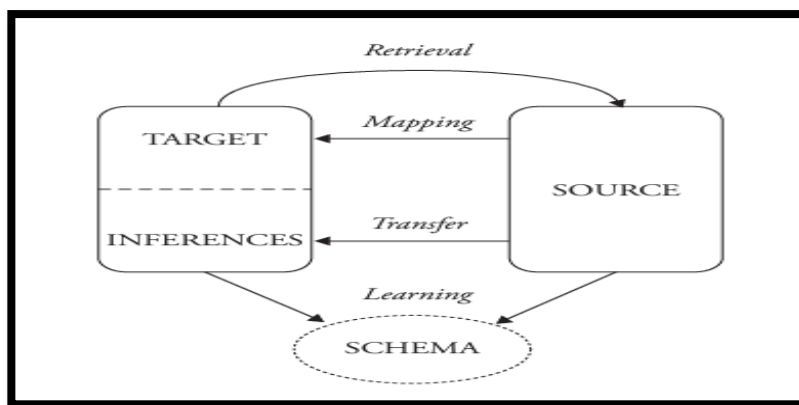 Retrieval
Mapping
TARGET
SOURCE
Transfer
INFERENCES
Learning
SCHEMA